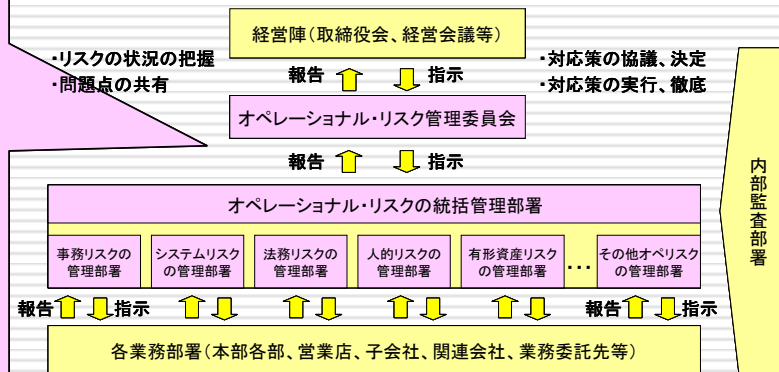 経営陣(取締役会、経営会議等)
・リスクの状況の把握
・問題点の共有
報告
指示
・対応策の協議、決定
・対応策の実行、徹底
オペレーショナル・リスク管理委員会
報告
指示
オペレーショナル・リスクの統括管理部署
事務リスクの
管理部署
システムリスク
の管理部署
法務リスクの
管理部署
人的リスクの
管理部署
有形資産リスク
の管理部署
…
その他オペリスク
の管理部署
報告
指示
報告
指示
各業務部署(本部各部、営業店、子会社、関連会社、業務委託先等)
内部監査部署